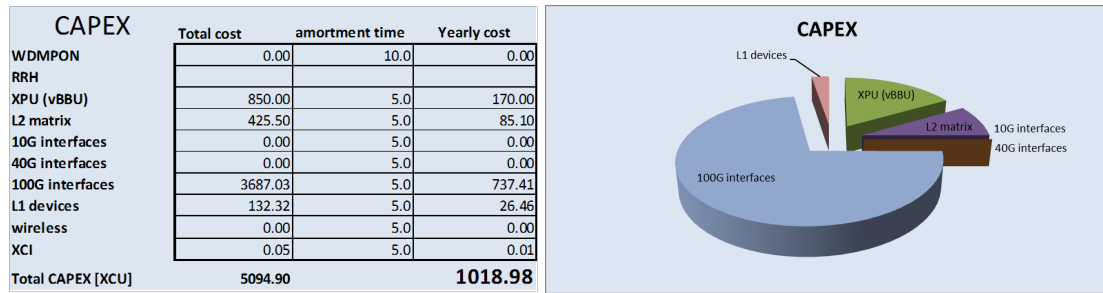 CAPEX Total cost amortment time Yearly cost
WDMPON 0.00 10.0 0.00
RRH
XPU (vBBU) 850.00 5.0 170.00
L2 matrix 425.50 5.0 85.10
10G interfaces 0.00 5.0 0.00
40G interfaces 0.00 5.0 0.00
100G interfaces 3687.03 5.0 737.41
L1 devices 132.32 5.0 26.46
wireless 0.00 5.0 0.00
XCI 0.05 5.0 0.01
Total CAPEX [XCU] 5094.90 1018.98
CAPEX
L1 devices
XPU (vBBU)
L2 matrix
10G interfaces
40G interfaces
100G interfaces